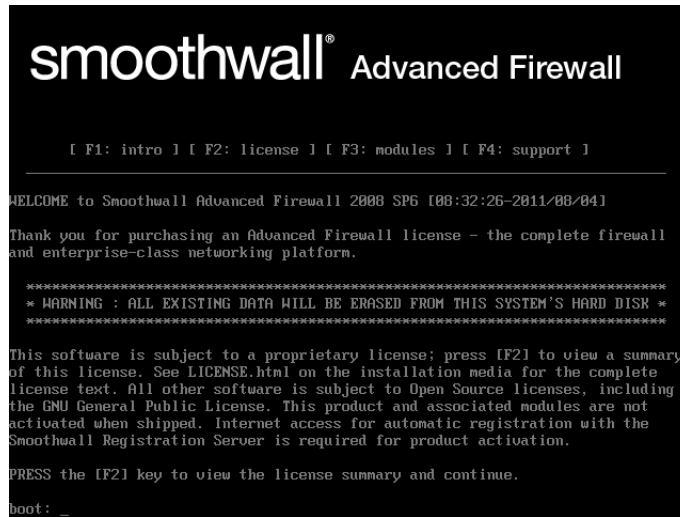 smoothwall® Advanced Firewall
[ F1: intro ] [ F2: license ] [ F3: modules ] [ F4: support ]
WELCOME to Smoothwall Advanced Firewall 2008 SP6 [08:32:26-2011/08/04]
Thank you for purchasing an Advanced Firewall license - the complete firewall
and enterprise-class networking platform.
***************************************************************************
* WARNING : ALL EXISTING DATA WILL BE ERASED FROM THIS SYSTEM'S HARD DISK *
***************************************************************************
This software is subject to a proprietary license; press [F2] to view a summary
of this license. See LICENSE.html on the installation media for the complete
license text. All other software is subject to Open Source licenses, including
the GNU General Public License. This product and associated modules are not
activated when shipped. Internet access for automatic registration with the
Smoothwall Registration Server is required for product activation.
PRESS the [F2] key to view the license summary and continue.
boot: _